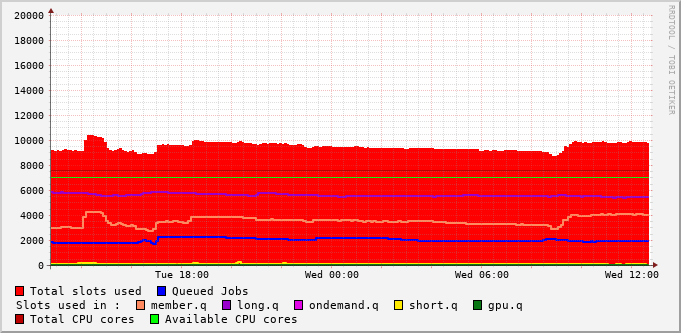 RRDTOOL / TOBI OETIKER
20000
18000
16000
14000
12000
10000
8000
6000
4000
2000
0
Tue 18:00 Wed 00:00 Wed 06:00 Wed 12:00
Total slots used Queued Jobs
Slots used in : member.q long.q ondemand.q short.q gpu.q
Total CPU cores Available CPU cores